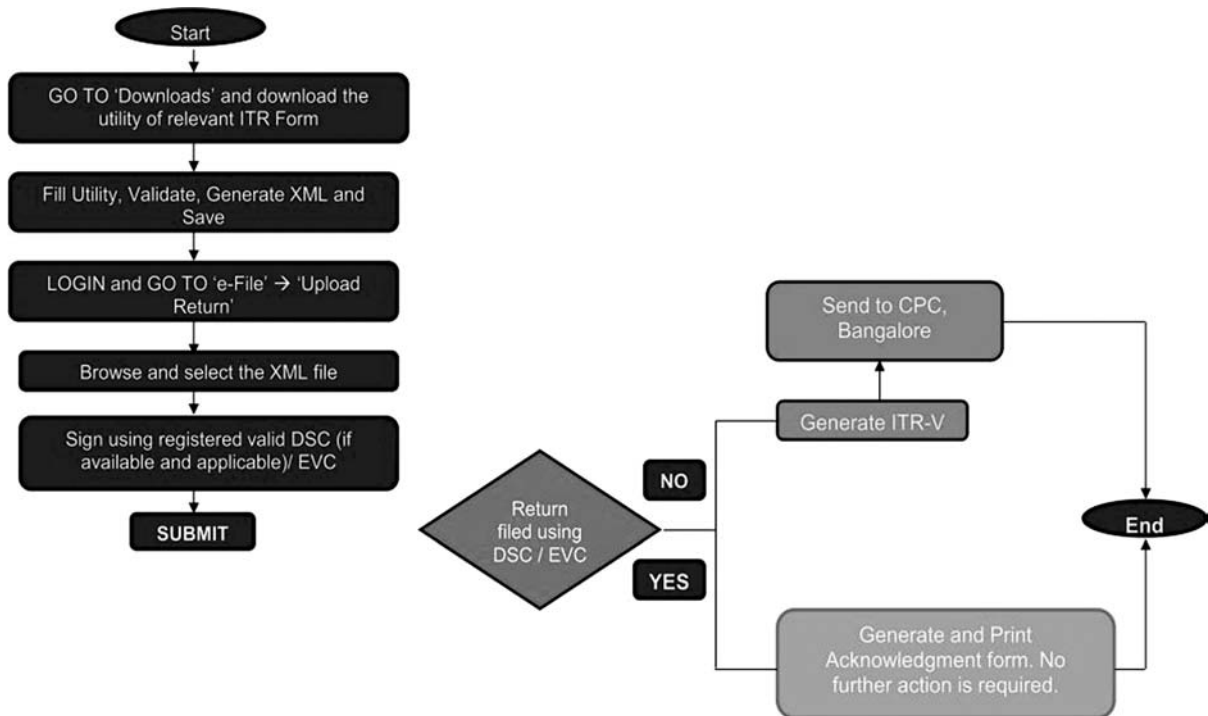 Start
GO TO ‘Downloads’ and download the
utility of relevant ITR Form
Fill Utility, Validate, Generate XML and
Save
LOGIN and GO TO ‘e-File’ → ‘Upload
Return’
Browse and select the XML file
Sign using registered valid DSC (if
available and applicable)/ EVC
SUBMIT
Return
filed using
DSC / EVC
NO
Generate ITR-V
Send to CPC,
Bangalore
YES
Generate and Print
Acknowledgment form. No
further action is required.
End